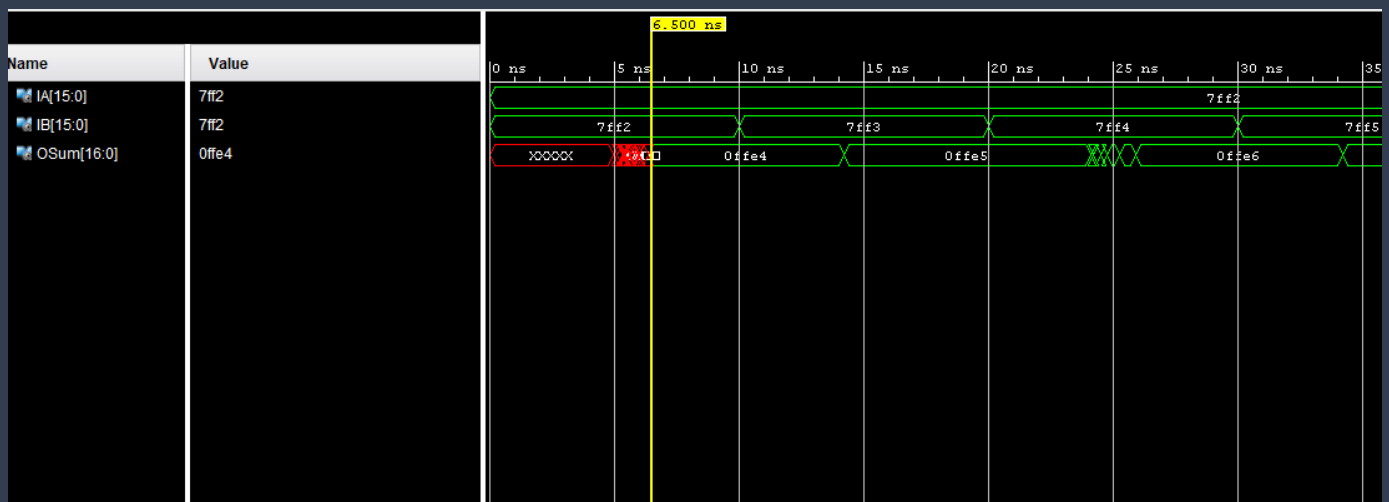 6.500 ns
Name Value
0 ns 5 ns 10 ns 15 ns 20 ns 25 ns 30 ns 35
IA[15:0] 7ff2 7ff2
IB[15:0] 7ff2 7ff2 7ff3 7ff4 7ff5
OSum[16:0] 0ffe4 XXXXX 0ffe4 0ffe5 0ffe6